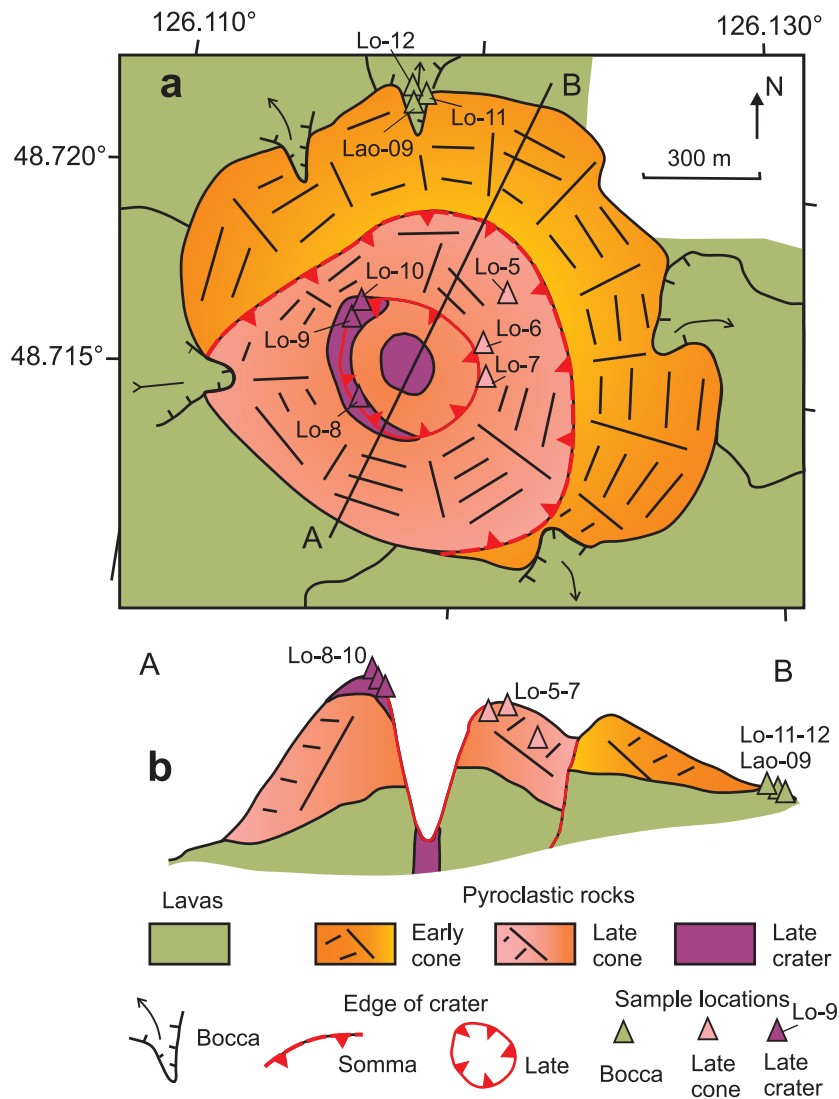 126.110°
126.130°
Lo-12
a
B
N
Lo-11
Lao-09
300 m
48.720°
Lo-10
Lo-5
Lo-9
Lo-6
48.715°
Lo-7
Lo-8
A
A
Lo-8-10
Lo-5-7
B
Lo-11-12
Lao-09
b
Lavas
Pyroclastic rocks
Early
cone
Late
cone
Late
crater
Edge of crater
Sample locations
Lo-9
Bocca
Somma
Late
Bocca
Late
cone
Late
crater